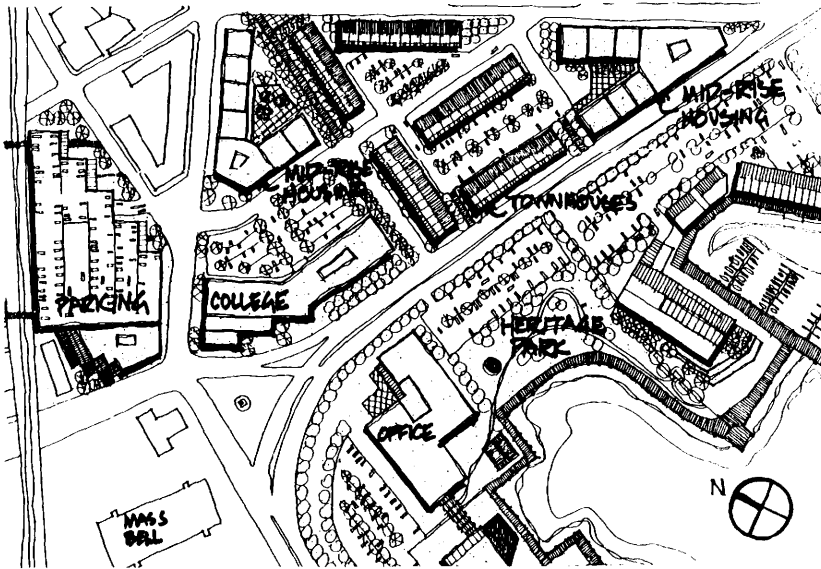 MID-RISE
HOUSING
MID-RISE
HOUSING
TOWNHOUSES
PARKING
COLLEGE
HERITAGE
PARK
OFFICE
N
MASS
BELL